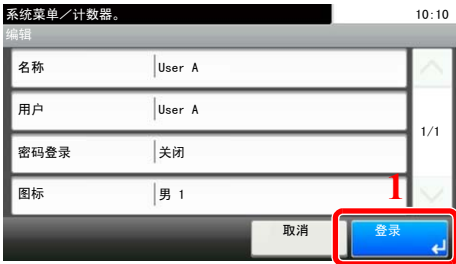 系统菜单／计数器。 10:10
编辑
名称 User A
用户 User A
1/1
密码登录 关闭
图标 男 1
1
取消 登录